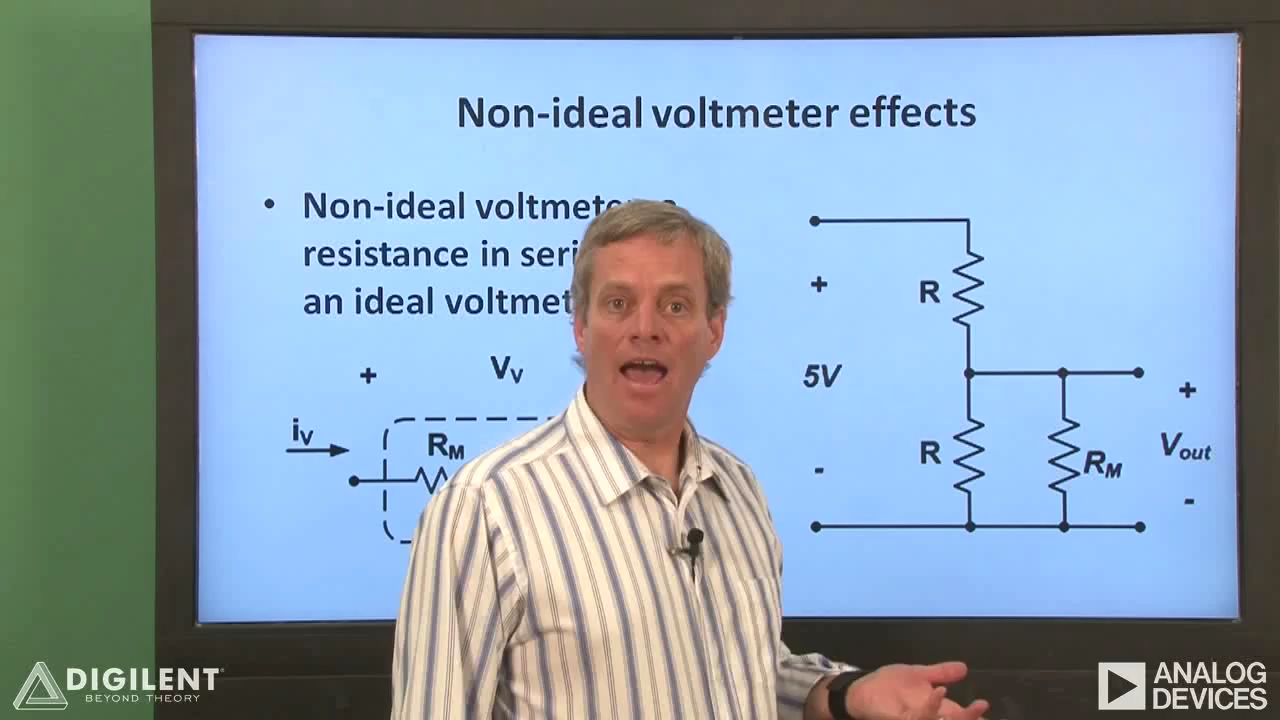 Non-ideal voltmeter effects
• Non-ideal voltmeter
resistance in seri
an ideal voltmet
+ Vv
iv
RM
+
5V
-
R
R
RM
+
Vout
-
DIGILENT
BEYOND THEORY
ANALOG
DEVICES